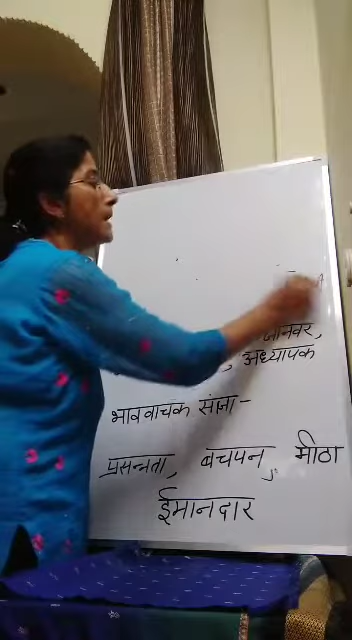 जानवर,
, अध्यापक
भाववाचक संज्ञा-
प्रसन्नता, बचपन, मीठा
ईमानदार